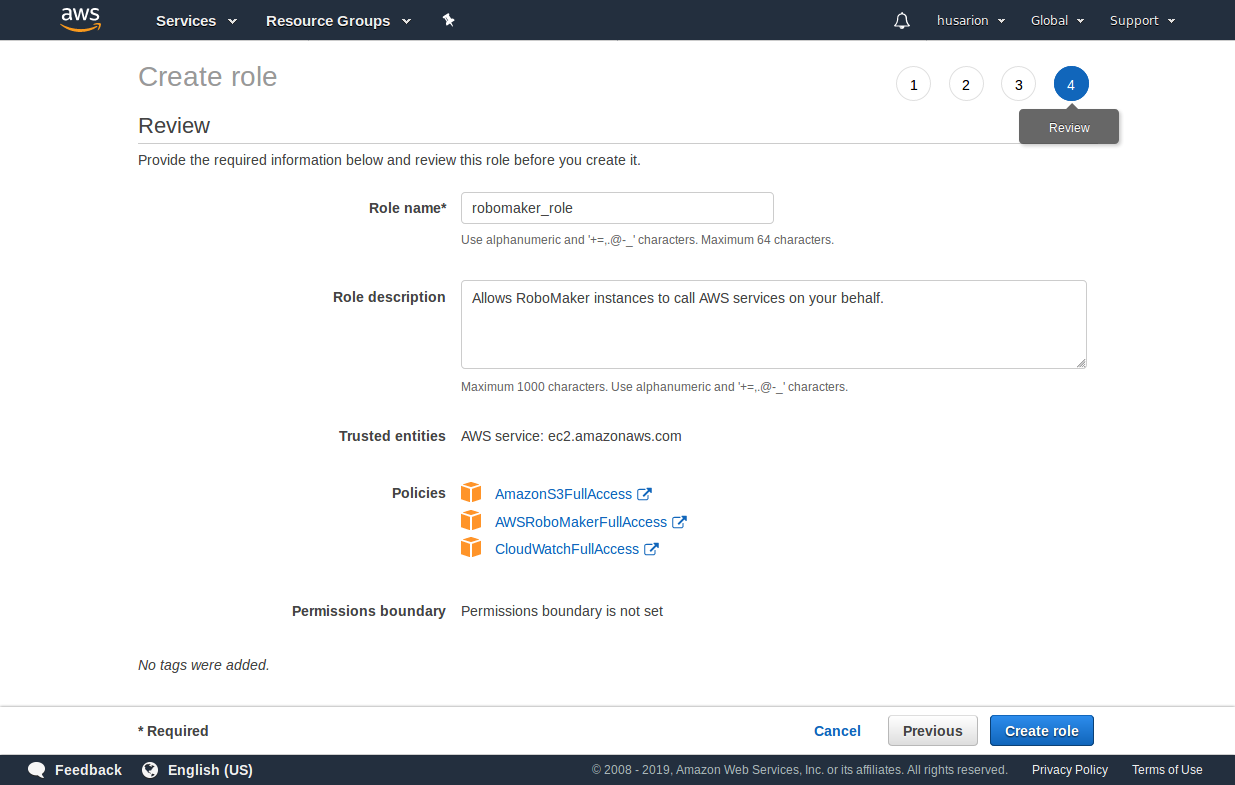 aws Services Resource Groups husarion Global Support
Create role 1 2 3 4
Review
Review
Provide the required information below and review this role before you create it.
Role name* robomaker_role
Use alphanumeric and '+=,.@-_' characters. Maximum 64 characters.
Role description Allows RoboMaker instances to call AWS services on your behalf.
Maximum 1000 characters. Use alphanumeric and '+=,.@-_' characters.
Trusted entities AWS service: ec2.amazonaws.com
Policies AmazonS3FullAccess
AWSRoboMakerFullAccess
CloudWatchFullAccess
Permissions boundary Permissions boundary is not set
No tags were added.
* Required Cancel Previous Create role
Feedback English (US) © 2008 - 2019, Amazon Web Services, Inc. or its affiliates. All rights reserved. Privacy Policy Terms of Use